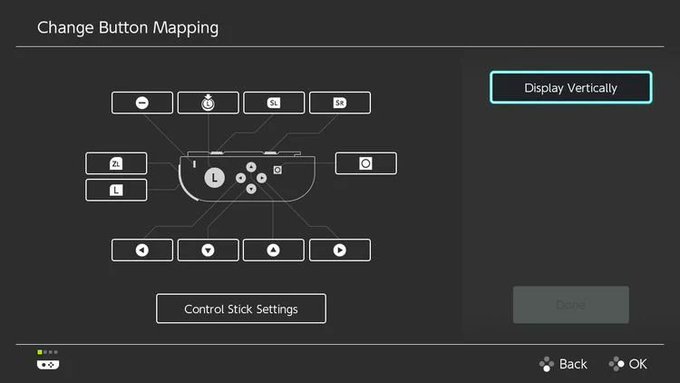 Change Button Mapping
Display Vertically
L SL SR
ZL
L
L
Control Stick Settings
Done
Back OK